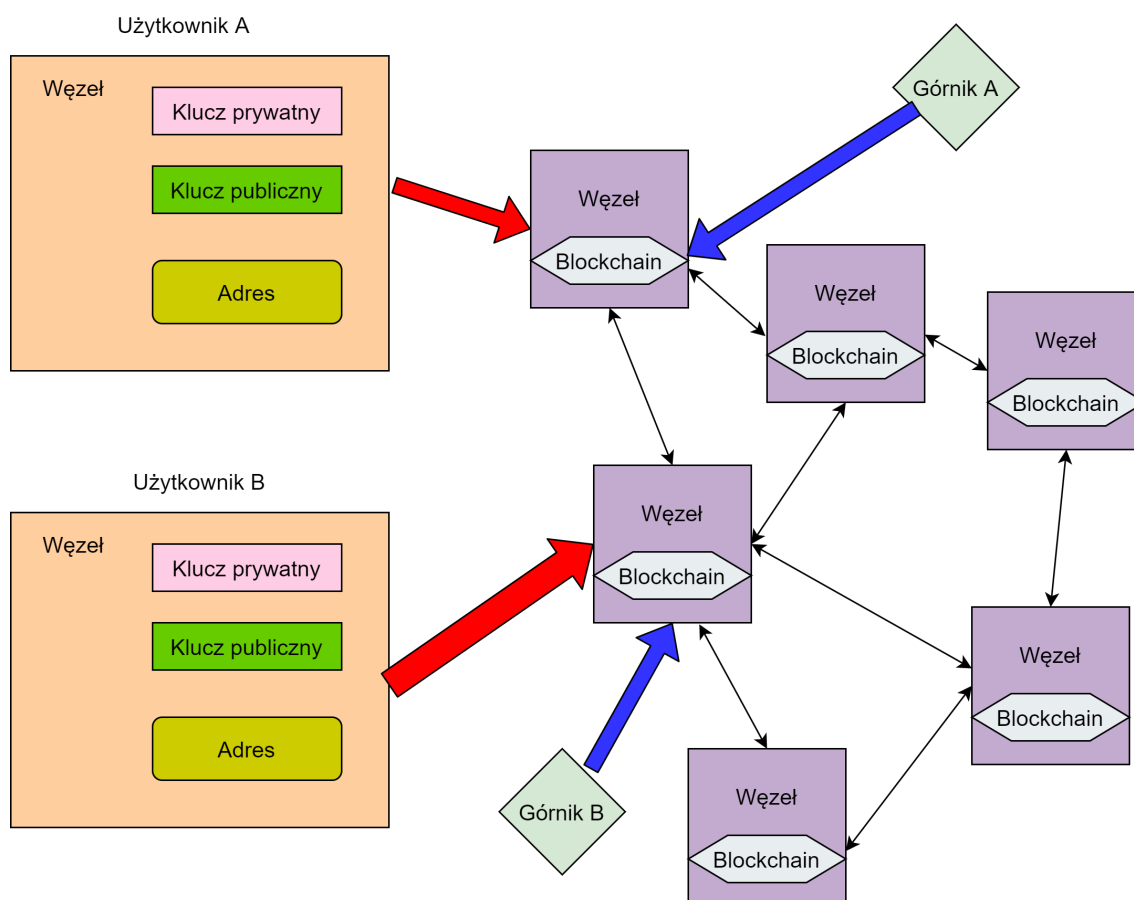 Użytkownik A
Węzeł
Klucz prywatny
Klucz publiczny
Adres
Górnik A
Węzeł
Blockchain
Węzeł
Blockchain
Węzeł
Blockchain
Użytkownik B
Węzeł
Klucz prywatny
Klucz publiczny
Adres
Węzeł
Blockchain
Górnik B
Węzeł
Blockchain
Węzeł
Blockchain